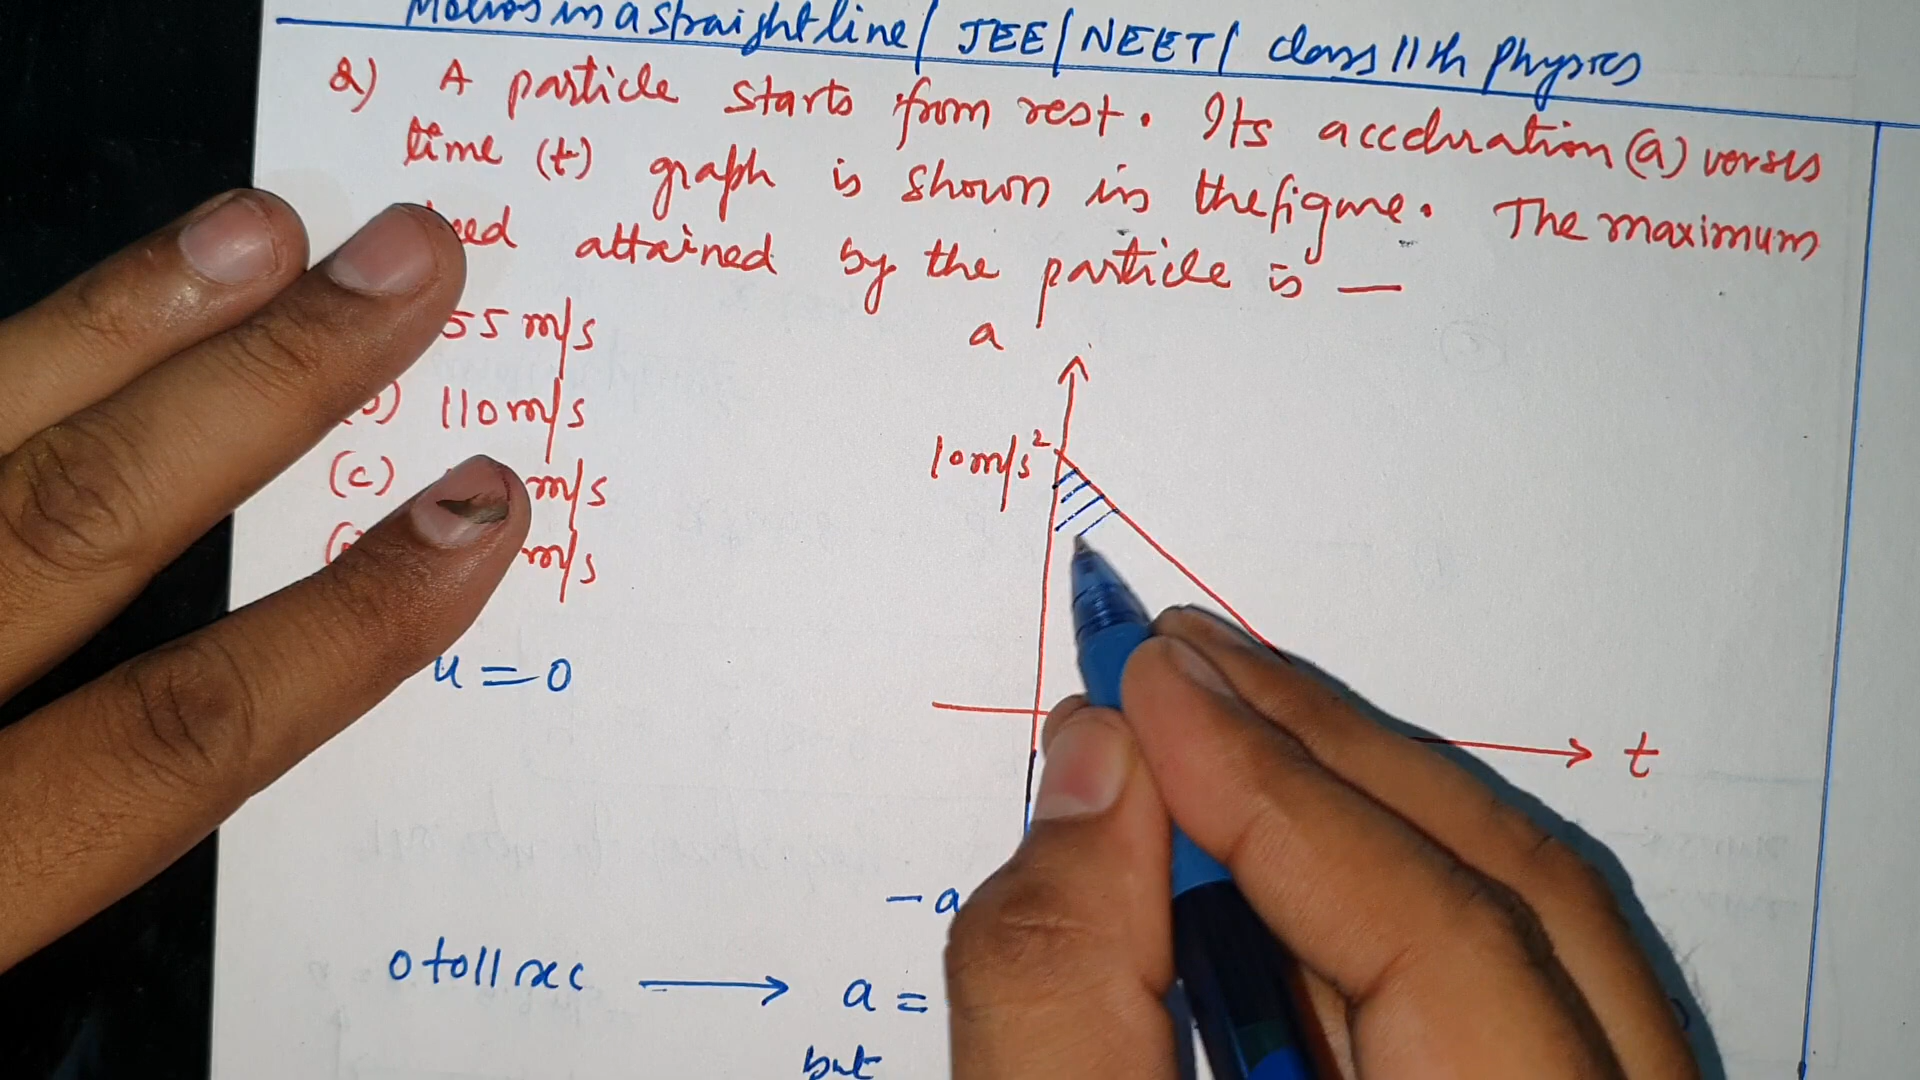 Motion in a straight line / JEE / NEET / class 11th Physics
Q) A particle starts from rest. Its acceleration (a) verses
time (t) graph is shown in the figure. The maximum
attained by the particle is —
55 m/s
110 m/s
(c) m/s
m/s
a
10 m/s²
t
u = 0
- a
0 to 11 sec → a =
but